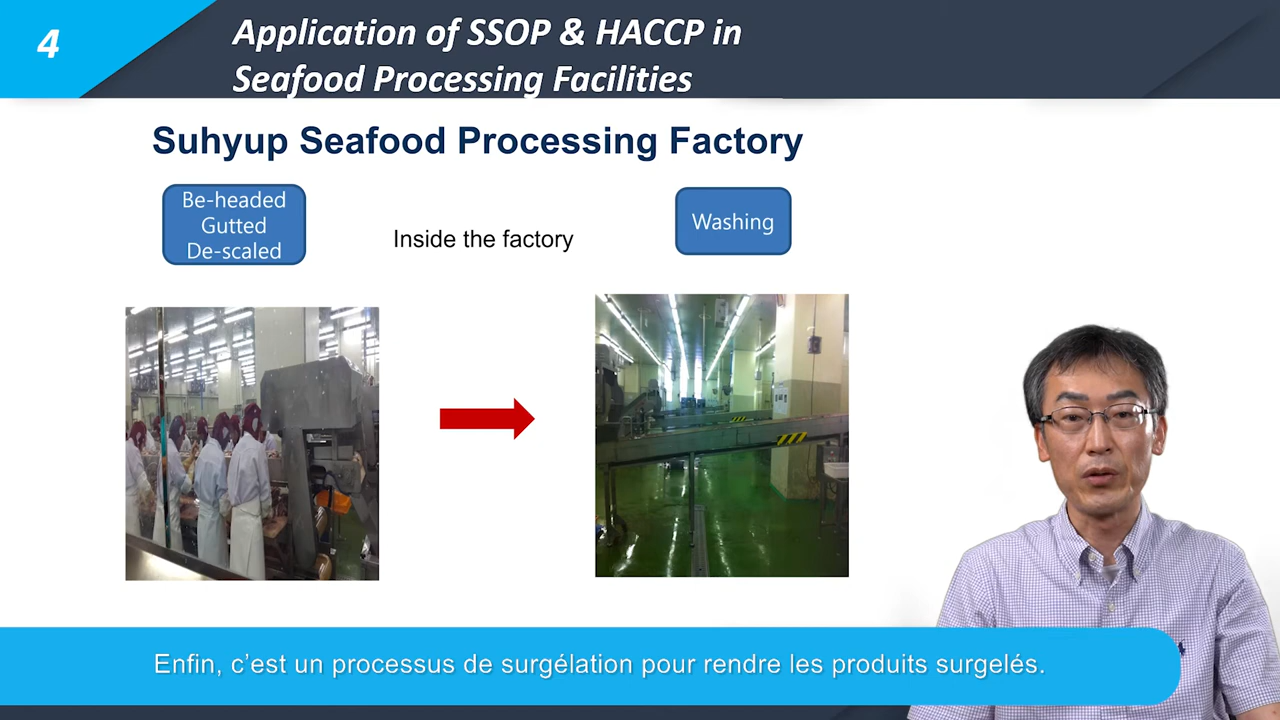 4
Application of SSOP & HACCP in
Seafood Processing Facilities
Suhyup Seafood Processing Factory
Be-headed
Gutted
De-scaled
Inside the factory
Washing
Enfin, c’est un processus de surgélation pour rendre les produits surgelés.